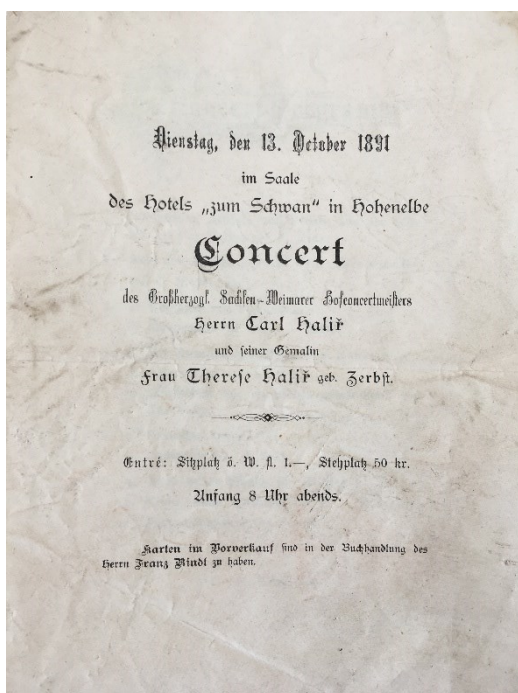 Dienstag, den 13. October 1891
im Saale
des Hotels „zum Schwan“ in Hohenelbe
Concert
des Großherzogl. Sachsen-Weimarer Hofconcertmeisters
Herrn Carl Halíř
und seiner Gemalin
Frau Therese Halíř geb. Zerbst.
Entré: Sitzplatz ö. W. fl. 1.—, Stehplatz 50 kr.
Anfang 8 Uhr abends.
Karten im Vorverkauf sind in der Buchhandlung des
Herrn Franz Rindl zu haben.